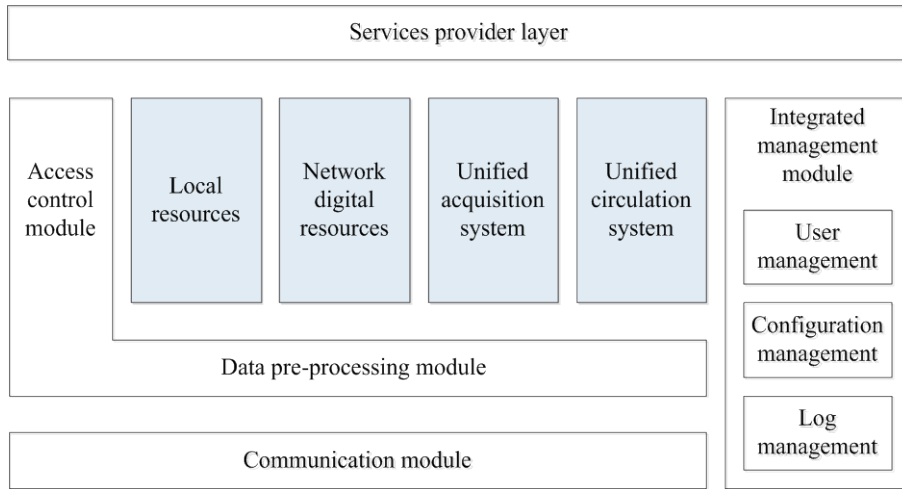 Services provider layer
Access
control
module
Local
resources
Network
digital
resources
Unified
acquisition
system
Unified
circulation
system
Integrated
management
module
User
management
Configuration
management
Log
management
Data pre-processing module
Communication module